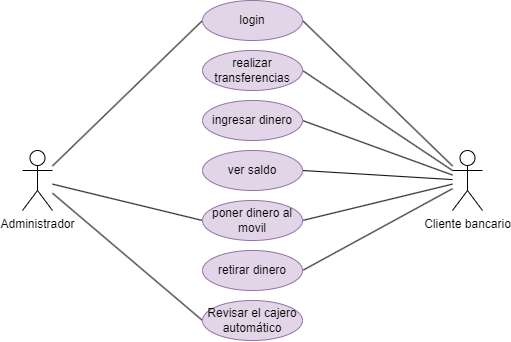 login
realizar
transferencias
ingresar dinero
ver saldo
Administrador
Cliente bancario
poner dinero al
movil
retirar dinero
Revisar el cajero
automático